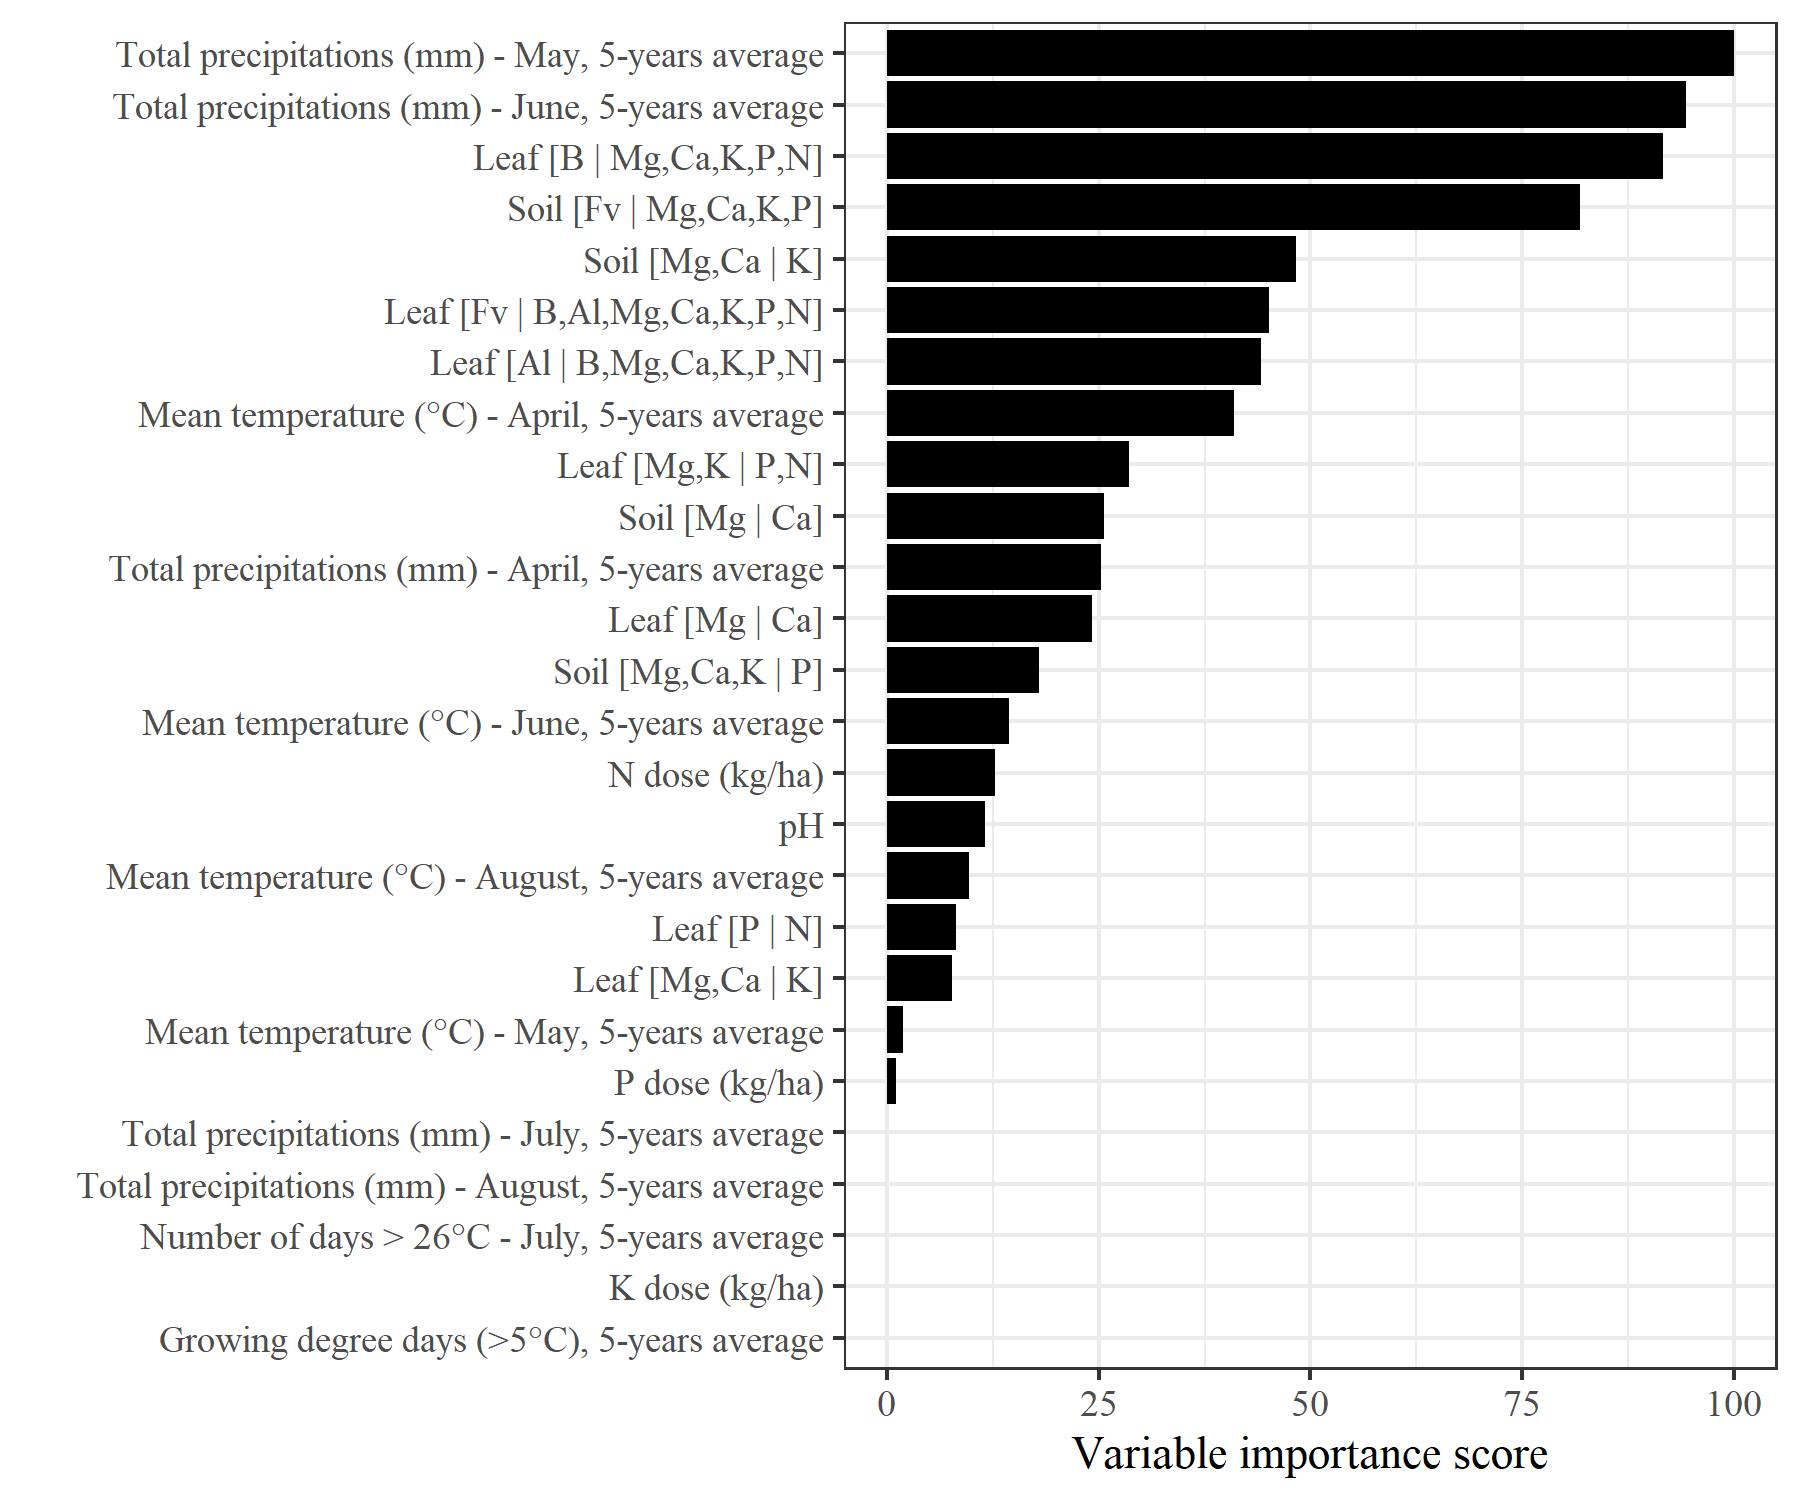 Total precipitations (mm) - May, 5-years average
Total precipitations (mm) - June, 5-years average
Leaf [B | Mg,Ca,K,P,N]
Soil [Fv | Mg,Ca,K,P]
Soil [Mg,Ca | K]
Leaf [Fv | B,Al,Mg,Ca,K,P,N]
Leaf [Al | B,Mg,Ca,K,P,N]
Mean temperature (°C) - April, 5-years average
Leaf [Mg,K | P,N]
Soil [Mg | Ca]
Total precipitations (mm) - April, 5-years average
Leaf [Mg | Ca]
Soil [Mg,Ca,K | P]
Mean temperature (°C) - June, 5-years average
N dose (kg/ha)
pH
Mean temperature (°C) - August, 5-years average
Leaf [P | N]
Leaf [Mg,Ca | K]
Mean temperature (°C) - May, 5-years average
P dose (kg/ha)
Total precipitations (mm) - July, 5-years average
Total precipitations (mm) - August, 5-years average
Number of days > 26°C - July, 5-years average
K dose (kg/ha)
Growing degree days (>5°C), 5-years average
0 25 50 75 100
Variable importance score